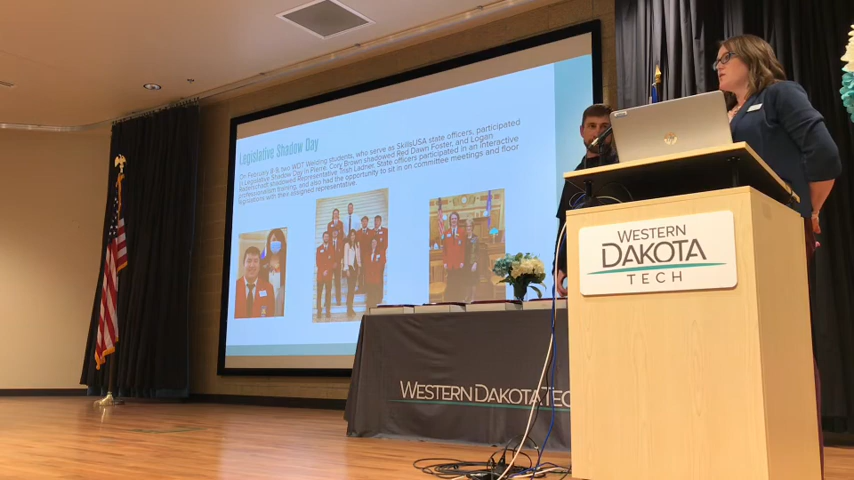 Legislative Shadow Day
On February 8-9, two WDT Welding students, who serve as SkillsUSA state officers, participated
in Legislative Shadow Day in Pierre. Cory Brown shadowed Red Dawn Foster, and Logan
shadowed Representative Trish Ladner. State officers participated in an interactive
professionalism training, and also had the opportunity to sit in on committee meetings and floor
with their assigned representative.
WESTERN
DAKOTA
TECH
WESTERN DAKOTA TEC